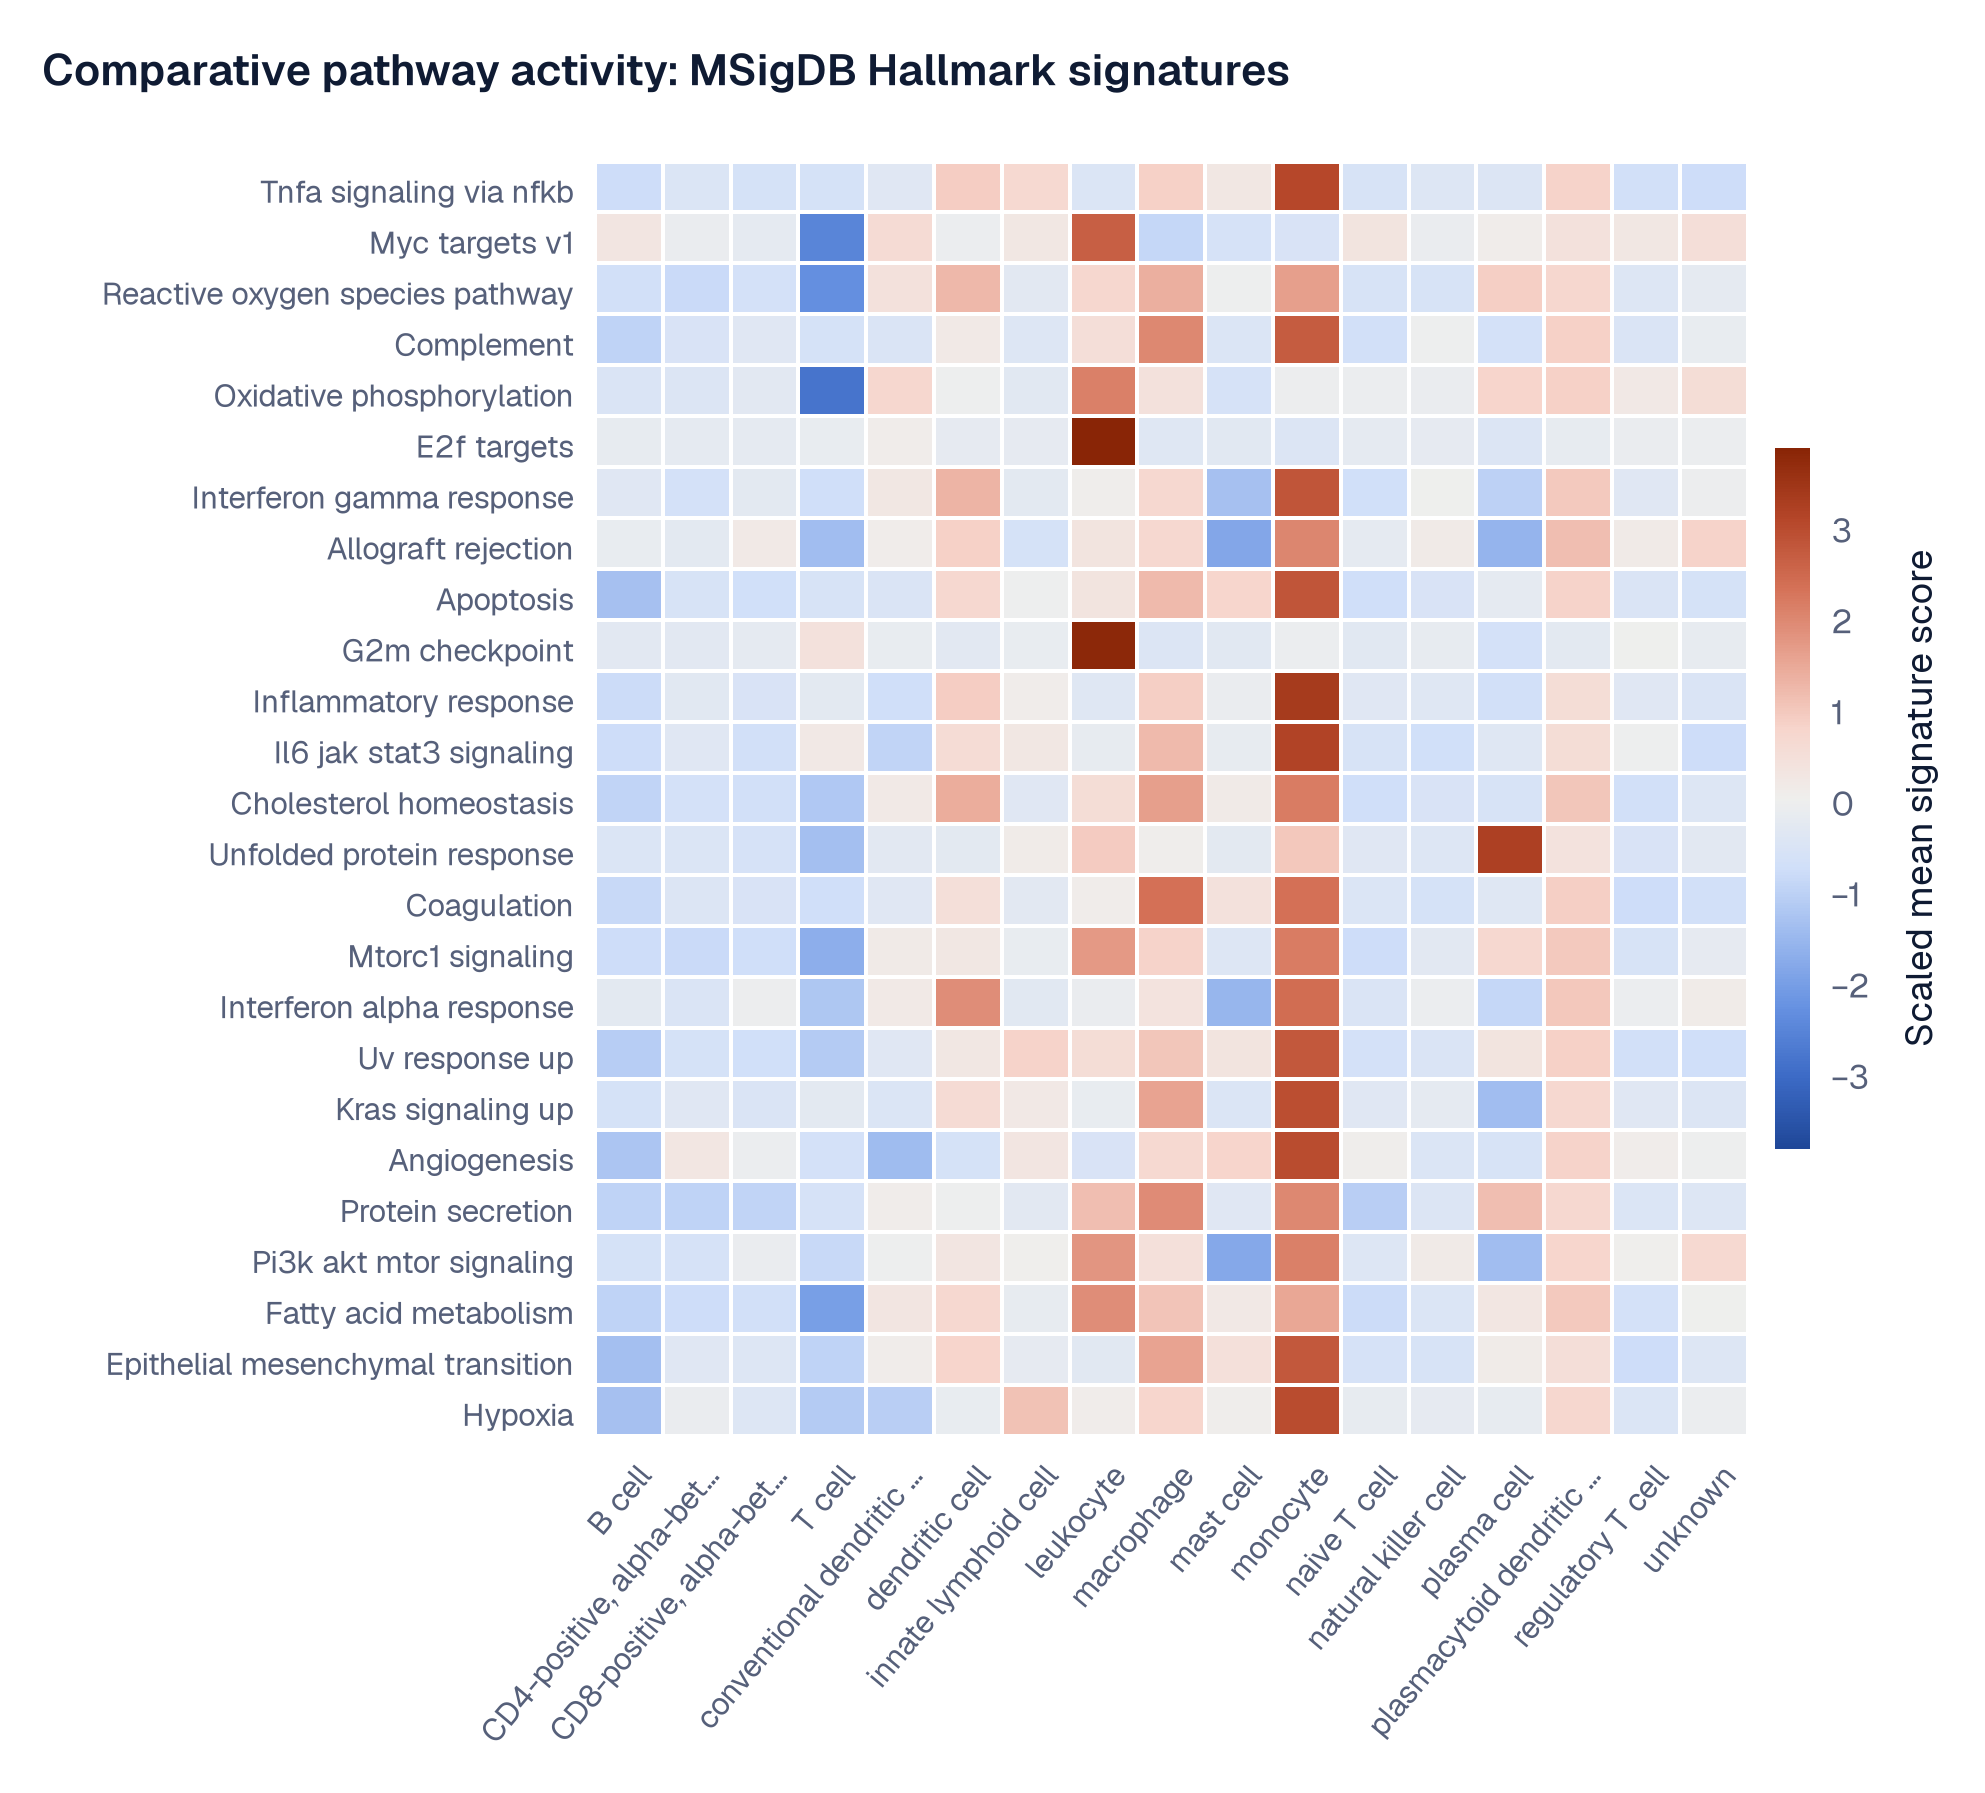 Comparative pathway activity: MSigDB Hallmark signatures
Tnfa signaling via nfkb
Myc targets v1
Reactive oxygen species pathway
Complement
Oxidative phosphorylation
E2f targets
Interferon gamma response
Allograft rejection
Apoptosis
G2m checkpoint
Inflammatory response
Il6 jak stat3 signaling
Cholesterol homeostasis
Unfolded protein response
Coagulation
Mtorc1 signaling
Interferon alpha response
Uv response up
Kras signaling up
Angiogenesis
Protein secretion
Pi3k akt mtor signaling
Fatty acid metabolism
Epithelial mesenchymal transition
Hypoxia
B cell
CD4-positive, alpha-bet...
CD8-positive, alpha-bet...
T cell
conventional dendritic ...
dendritic cell
innate lymphoid cell
leukocyte
macrophage
mast cell
monocyte
naive T cell
natural killer cell
plasma cell
plasmacytoid dendritic ...
regulatory T cell
unknown
3
2
1
0
−1
−2
−3
Scaled mean signature score